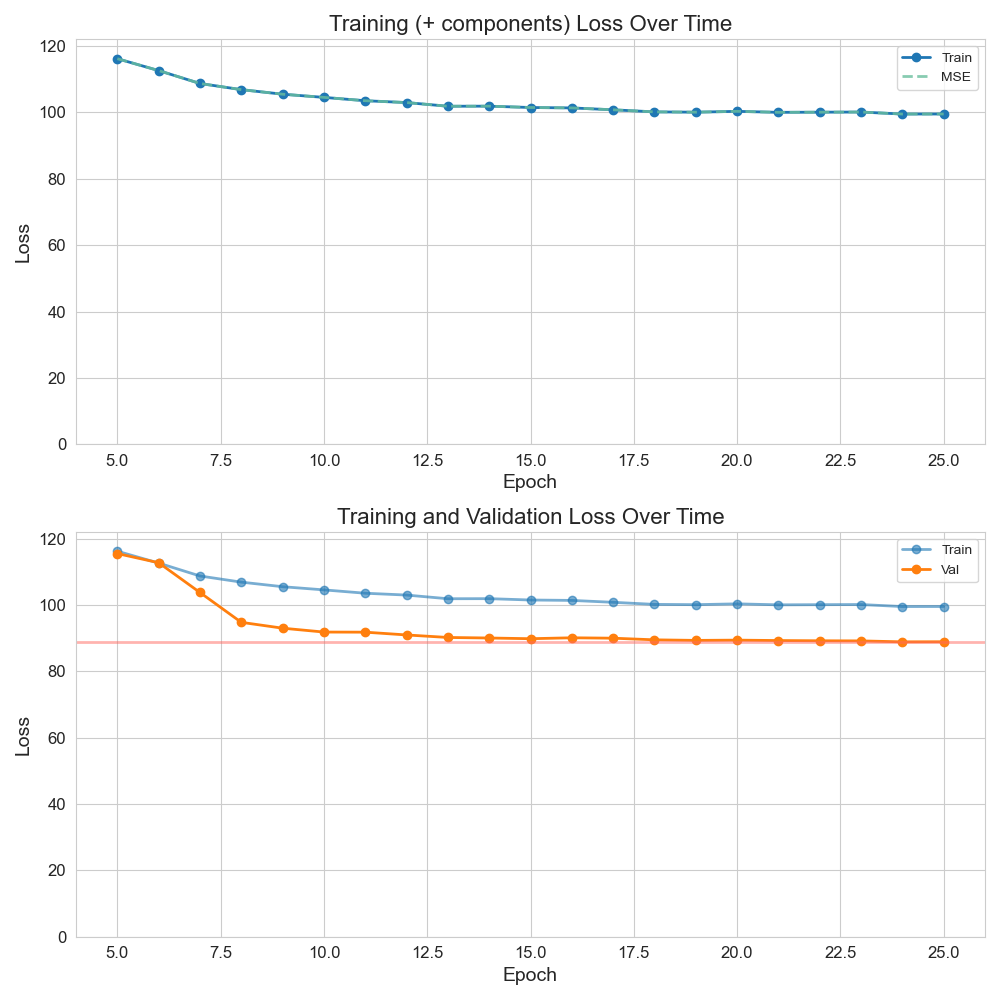 Training (+ components) Loss Over Time
120
100
80
60
40
20
0
Loss
Train
MSE
5.0 7.5 10.0 12.5 15.0 17.5 20.0 22.5 25.0
Epoch
Training and Validation Loss Over Time
120
100
80
60
40
20
0
Loss
Train
Val
5.0 7.5 10.0 12.5 15.0 17.5 20.0 22.5 25.0
Epoch